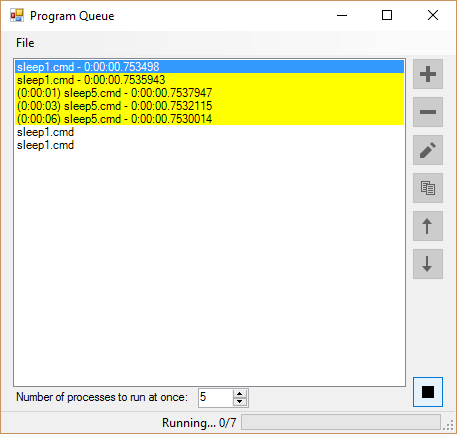 Program Queue
File
sleep1.cmd - 0:00:00.753498
sleep1.cmd - 0:00:00.7535943
(0:00:01) sleep5.cmd - 0:00:00.7537947
(0:00:03) sleep5.cmd - 0:00:00.7532115
(0:00:06) sleep5.cmd - 0:00:00.7530014
sleep1.cmd
sleep1.cmd
Number of processes to run at once: 5
Running... 0/7